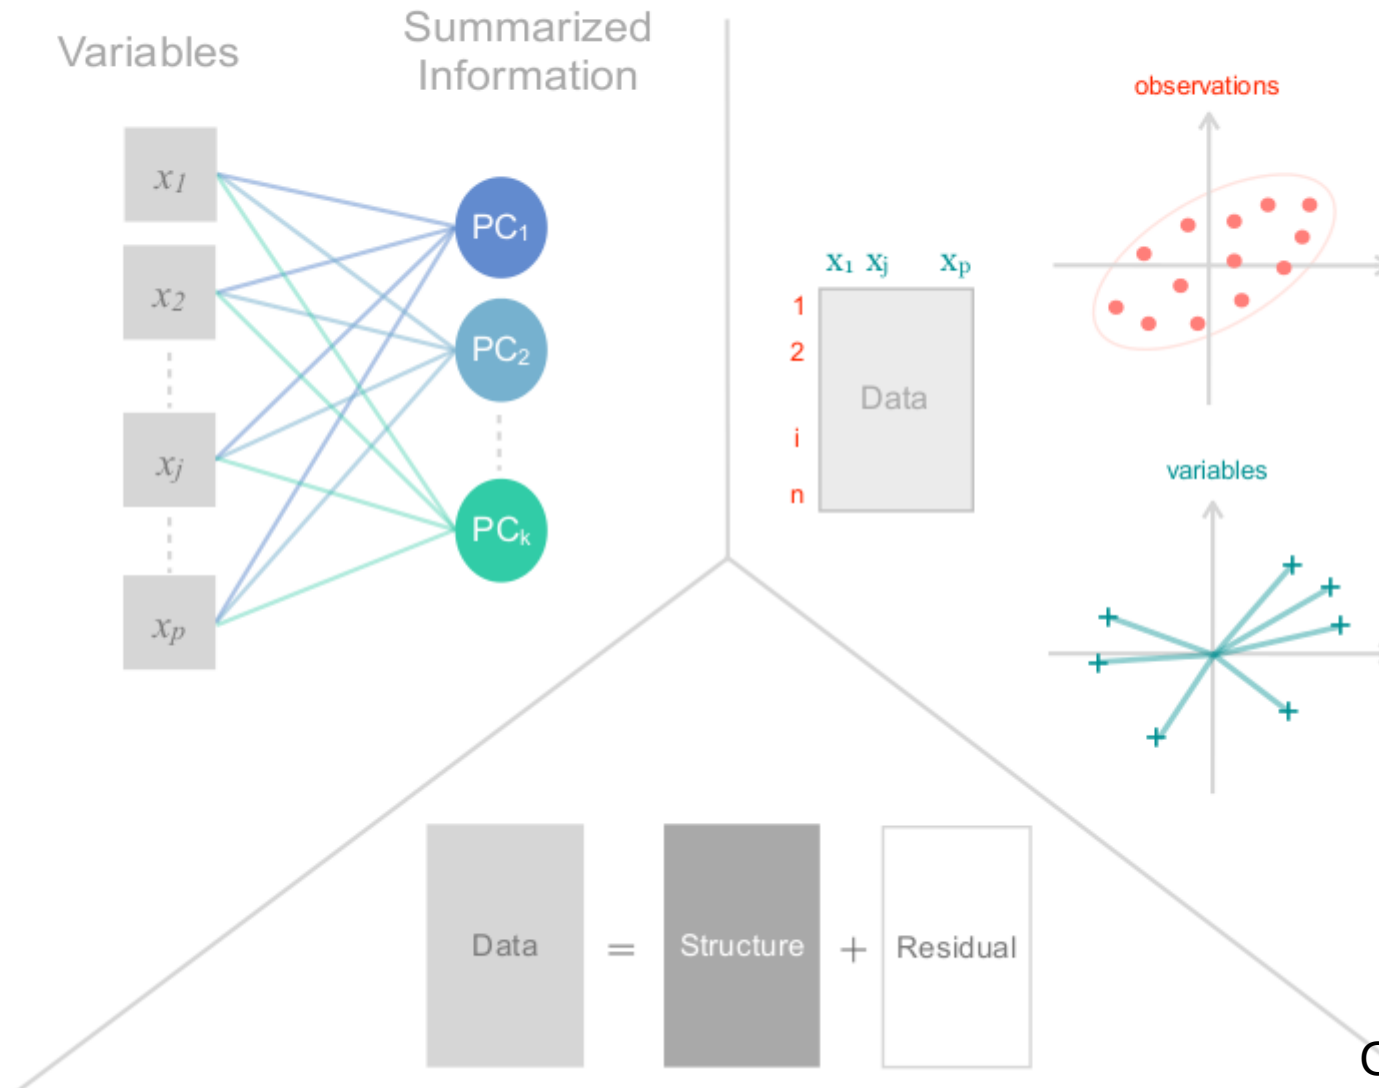 Variables
Summarized
Information
x1
x2
xj
xp
PC1
PC2
PCk
observations
x1 xj xp
1
2
i
n
Data
variables
Data = Structure + Residual